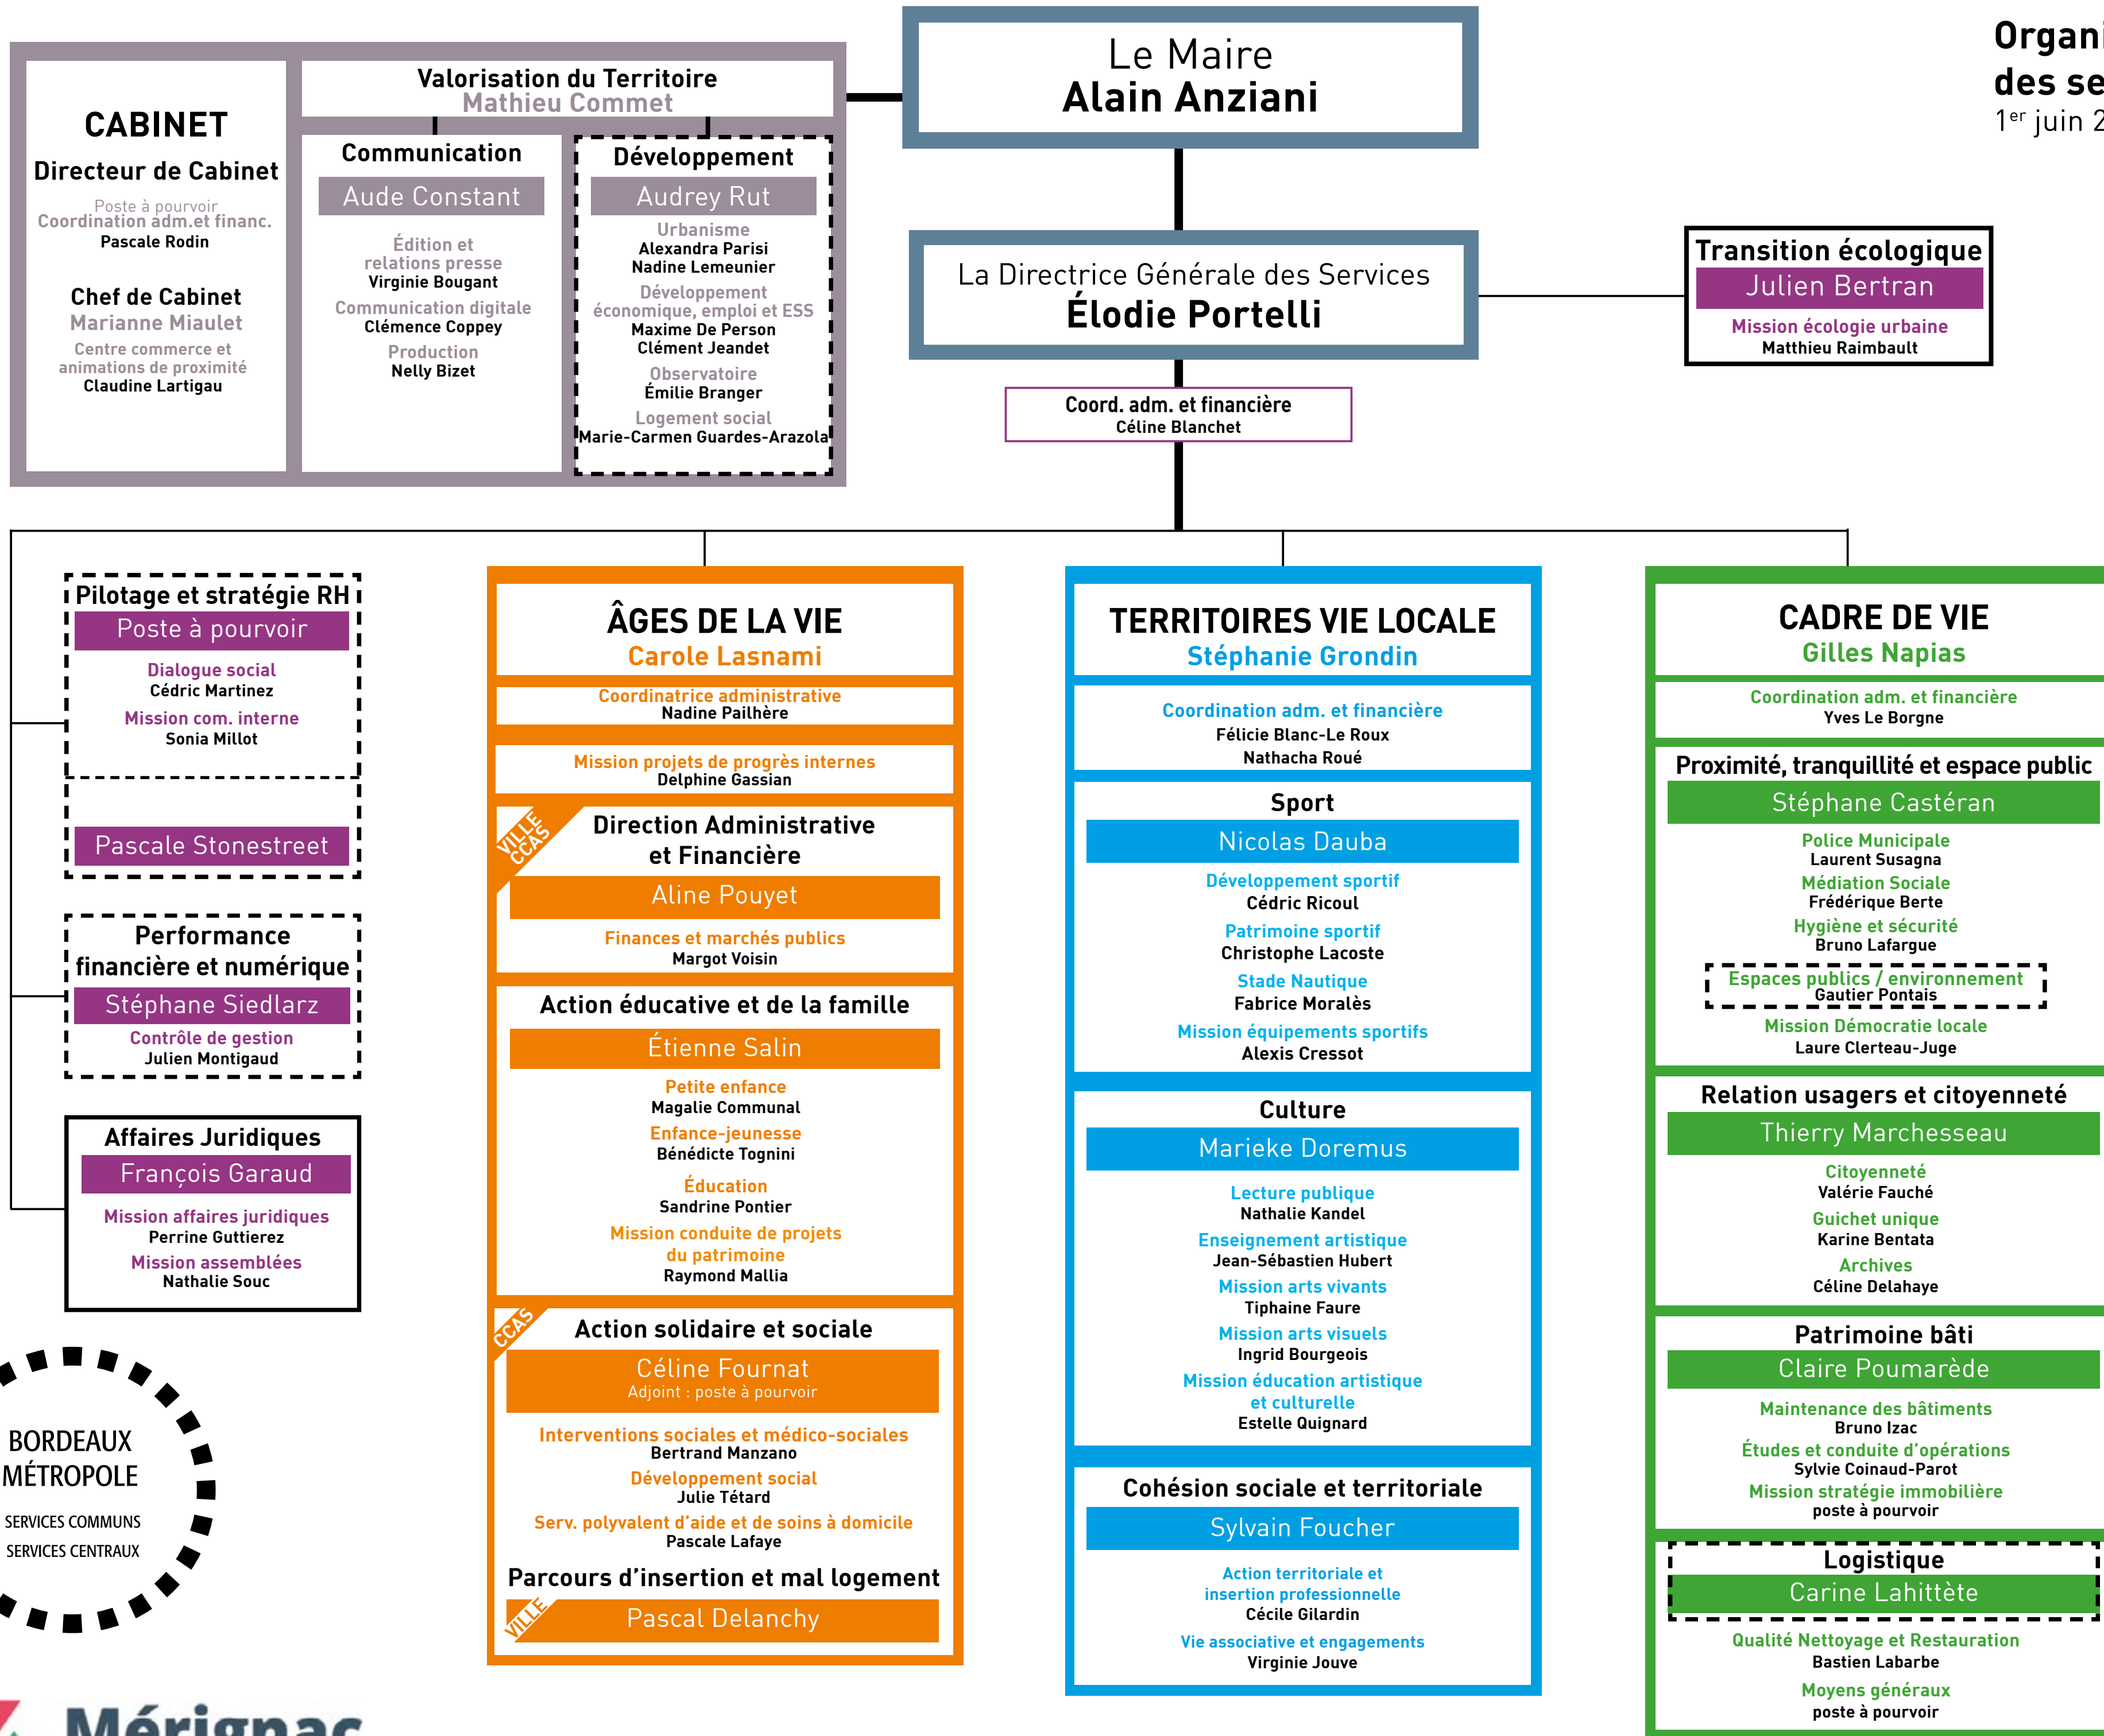 Organi
des se
1er juin 2
Le Maire
Alain Anziani
CABINET
Directeur de Cabinet
Poste à pourvoir
Coordination adm.et financ.
Pascale Rodin
Chef de Cabinet
Marianne Miaulet
Centre commerce et
animations de proximité
Claudine Lartigau
Valorisation du Territoire
Mathieu Commet
Communication
Aude Constant
Édition et
relations presse
Virginie Bougant
Communication digitale
Clémence Coppey
Production
Nelly Bizet
Développement
Audrey Rut
Urbanisme
Alexandra Parisi
Nadine Lemeunier
Développement
économique, emploi et ESS
Maxime De Person
Clément Jeandet
Observatoire
Émilie Branger
Logement social
Marie-Carmen Guardes-Arazola
La Directrice Générale des Services
Élodie Portelli
Transition écologique
Julien Bertran
Mission écologie urbaine
Matthieu Raimbault
Coord. adm. et financière
Céline Blanchet
Pilotage et stratégie RH
Poste à pourvoir
Dialogue social
Cédric Martinez
Mission com. interne
Sonia Millot
Pascale Stonestreet
Performance
financière et numérique
Stéphane Siedlarz
Contrôle de gestion
Julien Montigaud
Affaires Juridiques
François Garaud
Mission affaires juridiques
Perrine Guttierez
Mission assemblées
Nathalie Souc
BORDEAUX
MÉTROPOLE
SERVICES COMMUNS
SERVICES CENTRAUX
Mérignac
ÂGES DE LA VIE
Carole Lasnami
Coordinatrice administrative
Nadine Pailhère
Mission projets de progrès internes
Delphine Gassian
VILLE
CCAS
Direction Administrative
et Financière
Aline Pouyet
Finances et marchés publics
Margot Voisin
Action éducative et de la famille
Étienne Salin
Petite enfance
Magalie Communal
Enfance-jeunesse
Bénédicte Tognini
Éducation
Sandrine Pontier
Mission conduite de projets
du patrimoine
Raymond Mallia
CCAS
Action solidaire et sociale
Céline Fournat
Adjoint : poste à pourvoir
Interventions sociales et médico-sociales
Bertrand Manzano
Développement social
Julie Tétard
Serv. polyvalent d'aide et de soins à domicile
Pascale Lafaye
Parcours d'insertion et mal logement
VILLE
Pascal Delanchy
TERRITOIRES VIE LOCALE
Stéphanie Grondin
Coordination adm. et financière
Félicie Blanc-Le Roux
Nathacha Roué
Sport
Nicolas Dauba
Développement sportif
Cédric Ricoul
Patrimoine sportif
Christophe Lacoste
Stade Nautique
Fabrice Moralès
Mission équipements sportifs
Alexis Cressot
Culture
Marieke Doremus
Lecture publique
Nathalie Kandel
Enseignement artistique
Jean-Sébastien Hubert
Mission arts vivants
Tiphaine Faure
Mission arts visuels
Ingrid Bourgeois
Mission éducation artistique
et culturelle
Estelle Quignard
Cohésion sociale et territoriale
Sylvain Foucher
Action territoriale et
insertion professionnelle
Cécile Gilardin
Vie associative et engagements
Virginie Jouve
CADRE DE VIE
Gilles Napias
Coordination adm. et financière
Yves Le Borgne
Proximité, tranquillité et espace public
Stéphane Castéran
Police Municipale
Laurent Susagna
Médiation Sociale
Frédérique Berte
Hygiène et sécurité
Bruno Lafargue
Espaces publics / environnement
Gautier Pontais
Mission Démocratie locale
Laure Clerteau-Juge
Relation usagers et citoyenneté
Thierry Marchesseau
Citoyenneté
Valérie Fauché
Guichet unique
Karine Bentata
Archives
Céline Delahaye
Patrimoine bâti
Claire Poumarède
Maintenance des bâtiments
Bruno Izac
Études et conduite d'opérations
Sylvie Coinaud-Parot
Mission stratégie immobilière
poste à pourvoir
Logistique
Carine Lahittète
Qualité Nettoyage et Restauration
Bastien Labarbe
Moyens généraux
poste à pourvoir